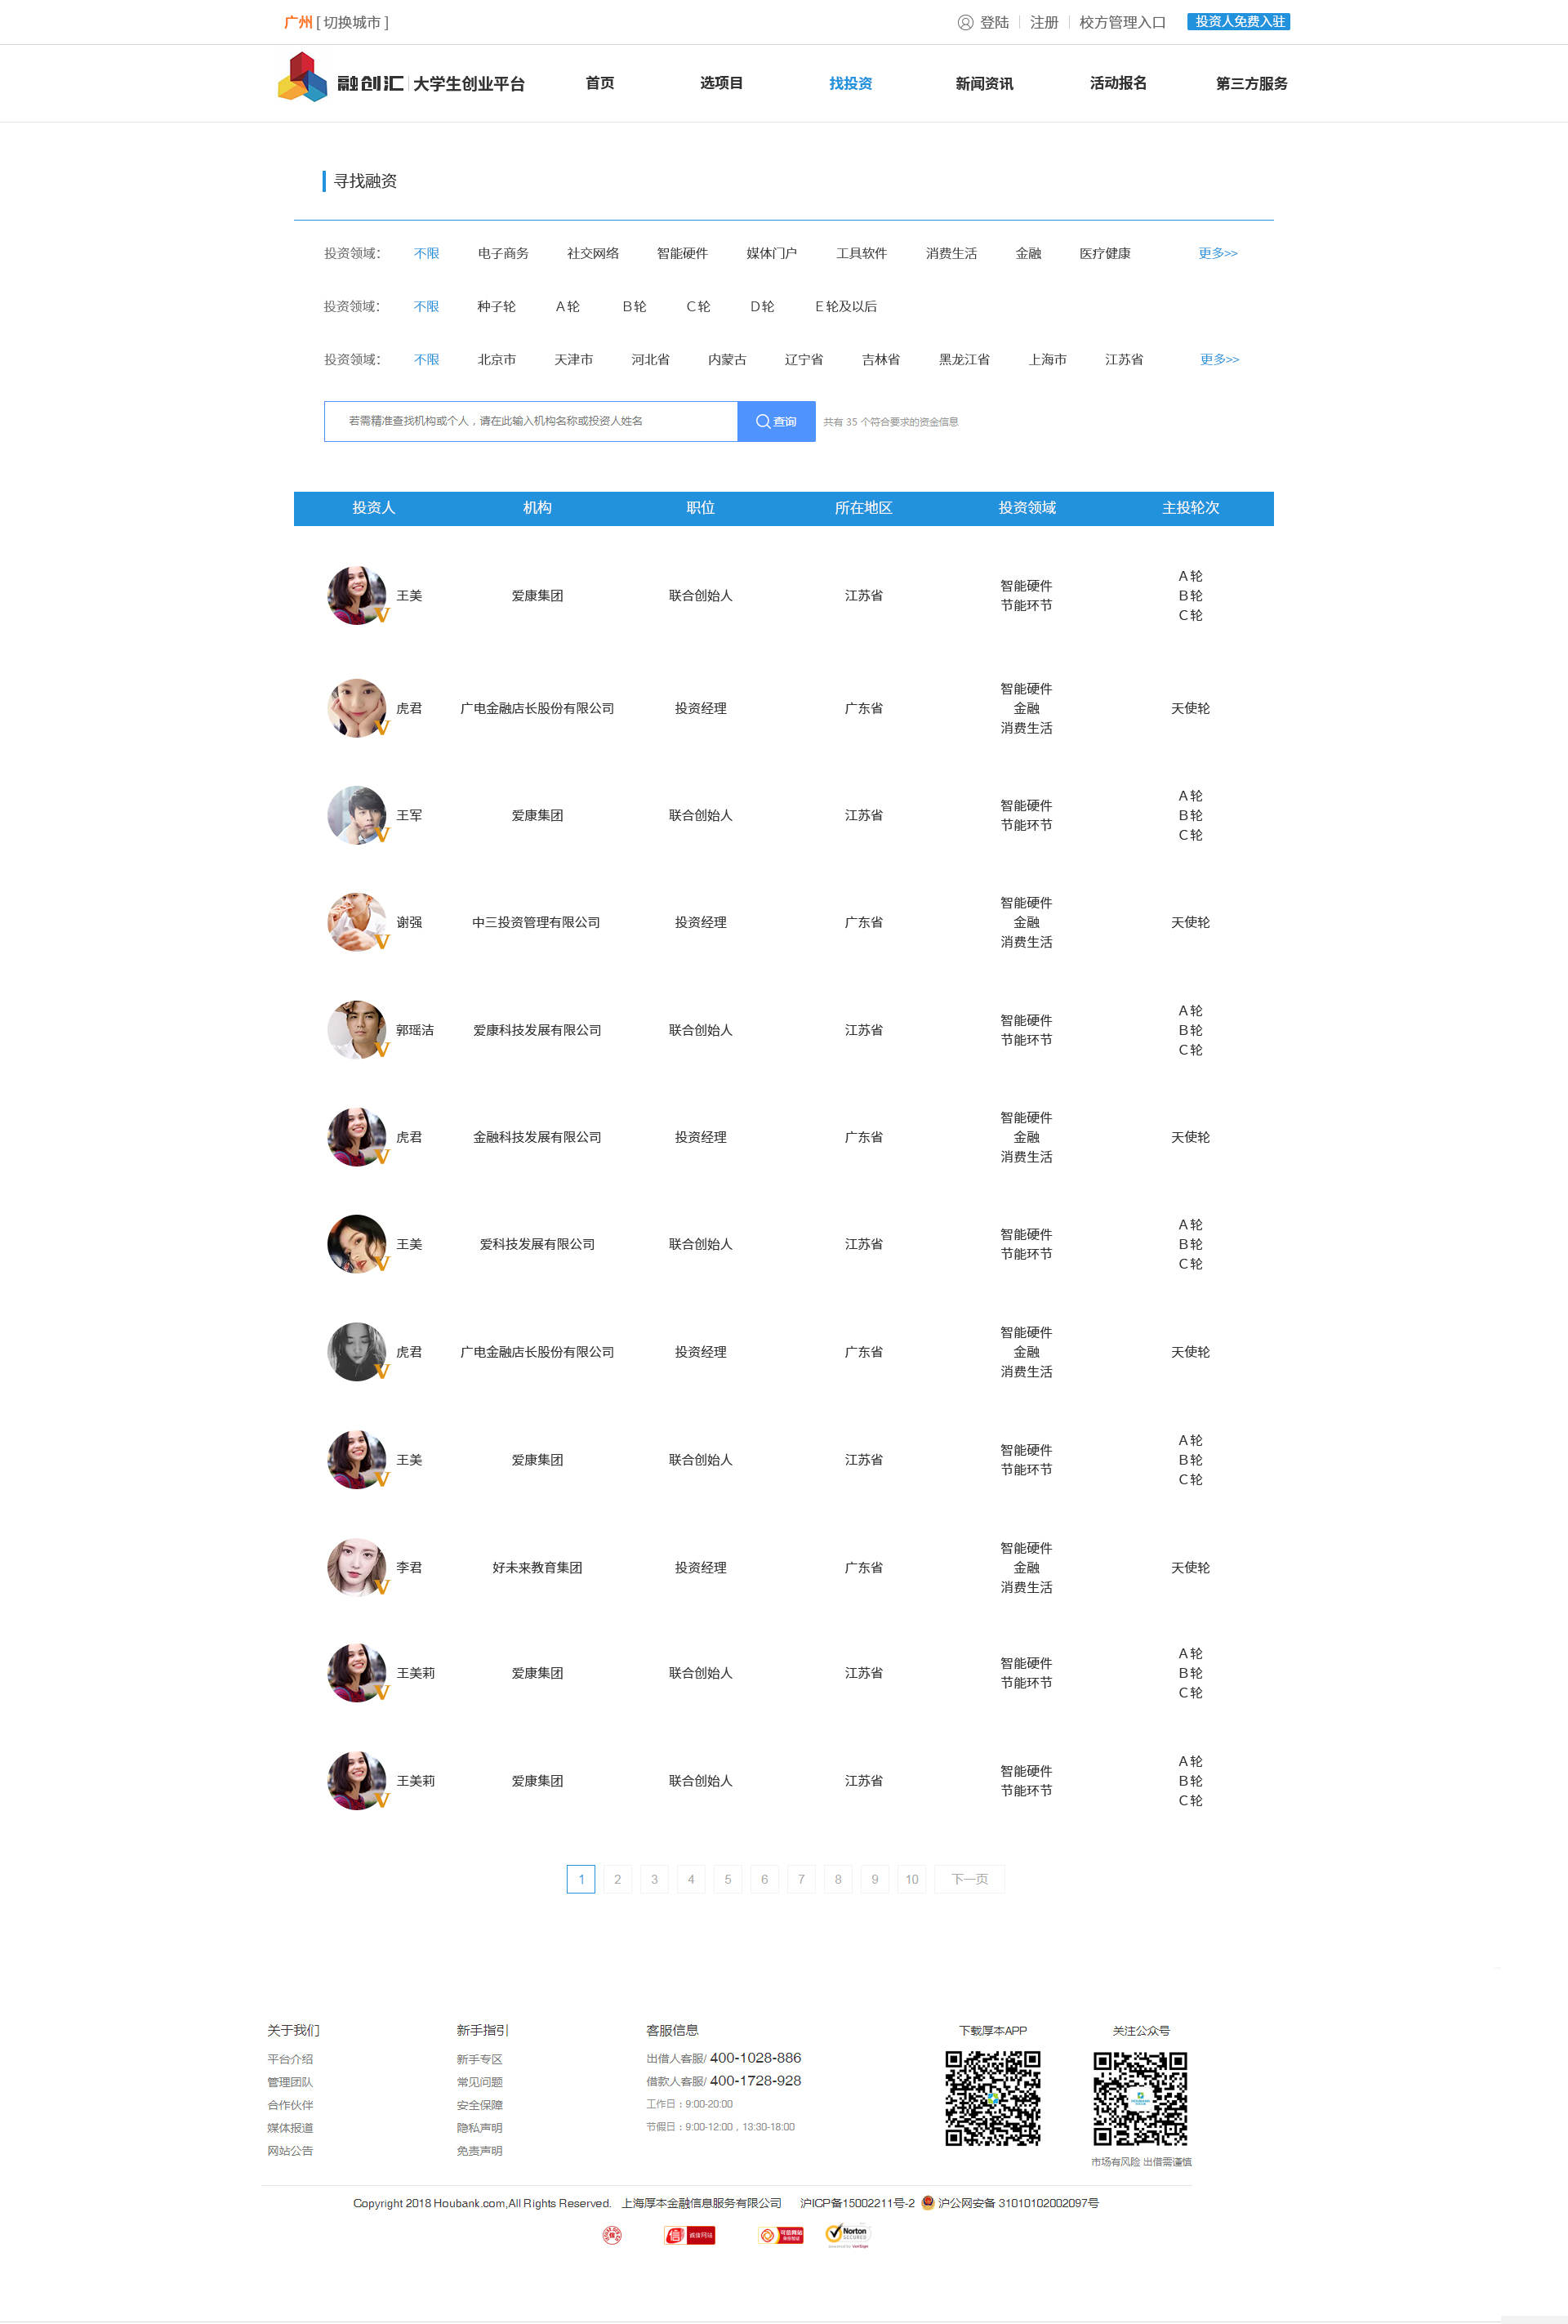 广州 [ 切换城市 ]
登陆 注册 校方管理入口 投资人免费入驻
融创汇 大学生创业平台 首页 选项目 找投资 新闻资讯 活动报名 第三方服务
寻找融资
投资领域： 不限 电子商务 社交网络 智能硬件 媒体门户 工具软件 消费生活 金融 医疗健康 更多>>
投资领域： 不限 种子轮 A 轮 B 轮 C 轮 D 轮 E 轮及以后
投资领域： 不限 北京市 天津市 河北省 内蒙古 辽宁省 吉林省 黑龙江省 上海市 江苏省 更多>>
若需精准查找机构或个人，请在此输入机构名称或投资人姓名 查询 共有 35 个符合要求的资金信息
投资人 机构 职位 所在地区 投资领域 主投轮次
王美 爱康集团 联合创始人 江苏省
智能硬件
节能环节
A 轮
B 轮
C 轮
V
虎君 广电金融店长股份有限公司 投资经理 广东省
智能硬件
金融
消费生活
天使轮
V
王军 爱康集团 联合创始人 江苏省
智能硬件
节能环节
A 轮
B 轮
C 轮
V
谢强 中三投资管理有限公司 投资经理 广东省
智能硬件
金融
消费生活
天使轮
V
郭瑶洁 爱康科技发展有限公司 联合创始人 江苏省
智能硬件
节能环节
A 轮
B 轮
C 轮
V
虎君 金融科技发展有限公司 投资经理 广东省
智能硬件
金融
消费生活
天使轮
V
王美 爱科技发展有限公司 联合创始人 江苏省
智能硬件
节能环节
A 轮
B 轮
C 轮
V
虎君 广电金融店长股份有限公司 投资经理 广东省
智能硬件
金融
消费生活
天使轮
V
王美 爱康集团 联合创始人 江苏省
智能硬件
节能环节
A 轮
B 轮
C 轮
V
李君 好未来教育集团 投资经理 广东省
智能硬件
金融
消费生活
天使轮
V
王美莉 爱康集团 联合创始人 江苏省
智能硬件
节能环节
A 轮
B 轮
C 轮
V
王美莉 爱康集团 联合创始人 江苏省
智能硬件
节能环节
A 轮
B 轮
C 轮
V
1 2 3 4 5 6 7 8 9 10 下一页
关于我们
平台介绍
管理团队
合作伙伴
媒体报道
网站公告
新手指引
新手专区
常见问题
安全保障
隐私声明
免责声明
客服信息
出借人客服/ 400-1028-886
借款人客服/ 400-1728-928
工作日：9:00-20:00
节假日：9:00-12:00，13:30-18:00
下载厚本APP
关注公众号
HOUBANK
市场有风险 出借需谨慎
Copyright 2018 Houbank.com,All Rights Reserved. 上海厚本金融信息服务有限公司 沪ICP备15002211号-2 沪公网安备 31010102002097号
信 诚信网站 可信网站 Norton
SECURED